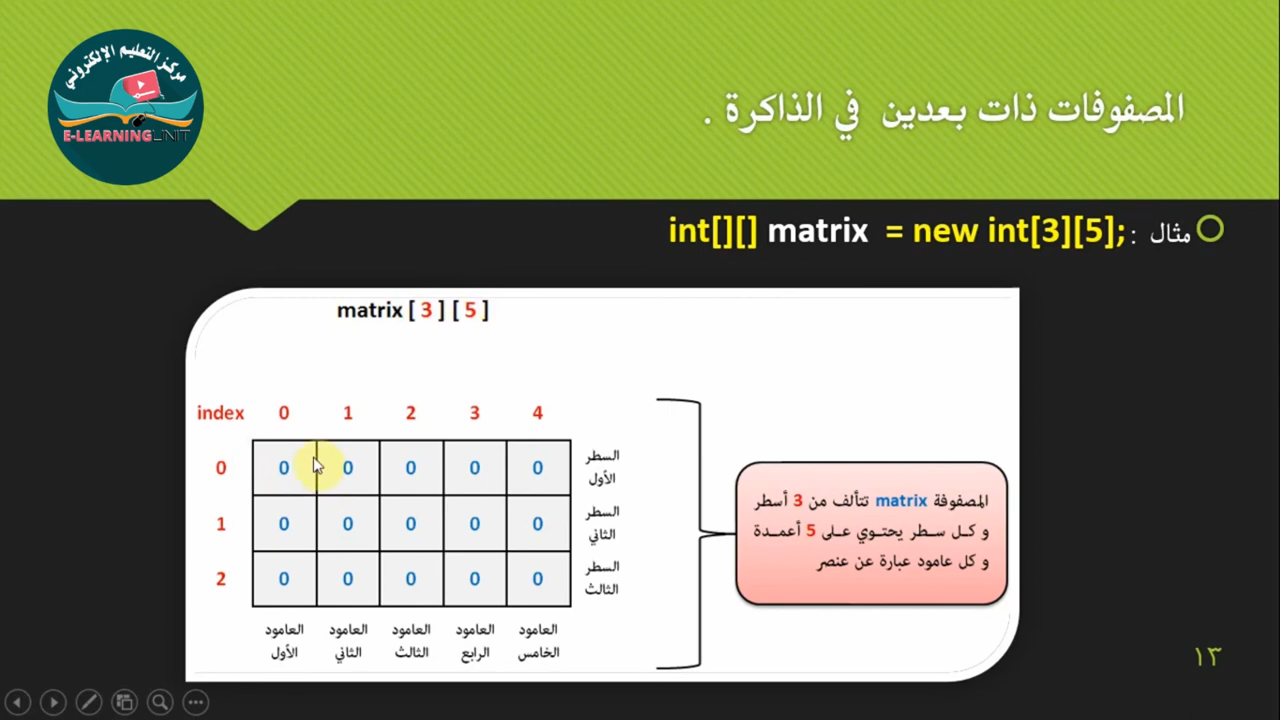 مركز التعليم الإلكتروني
E-LEARNING UNIT
المصفوفات ذات بعدين في الذاكرة .
مثال : int[][] matrix = new int[3][5];
matrix [ 3 ] [ 5 ]
index 0 1 2 3 4
0 0 0 0 0 0 السطر الأول
1 0 0 0 0 0 السطر الثاني
2 0 0 0 0 0 السطر الثالث
العامود الأول العامود الثاني العامود الثالث العامود الرابع العامود الخامس
المصفوفة matrix تتألف من 3 أسطر
و كل سطر يحتوي على 5 أعمدة
و كل عامود عبارة عن عنصر
١٣